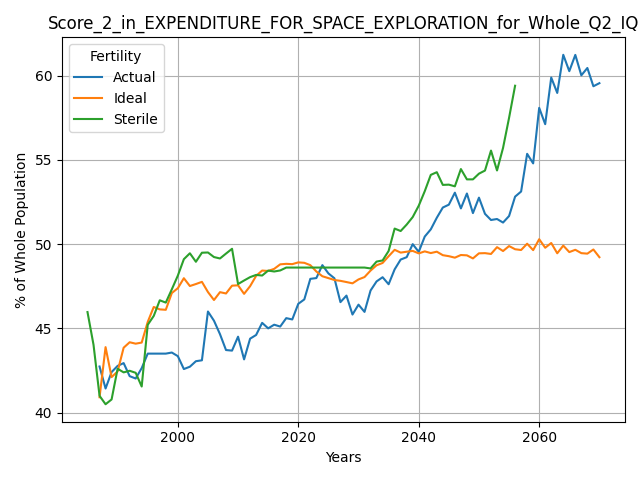 Score_2_in_EXPENDITURE_FOR_SPACE_EXPLORATION_for_Whole_Q2_IQ
Fertility
Actual
Ideal
Sterile
% of Whole Population
60
55
50
45
40
2000 2020 2040 2060
Years